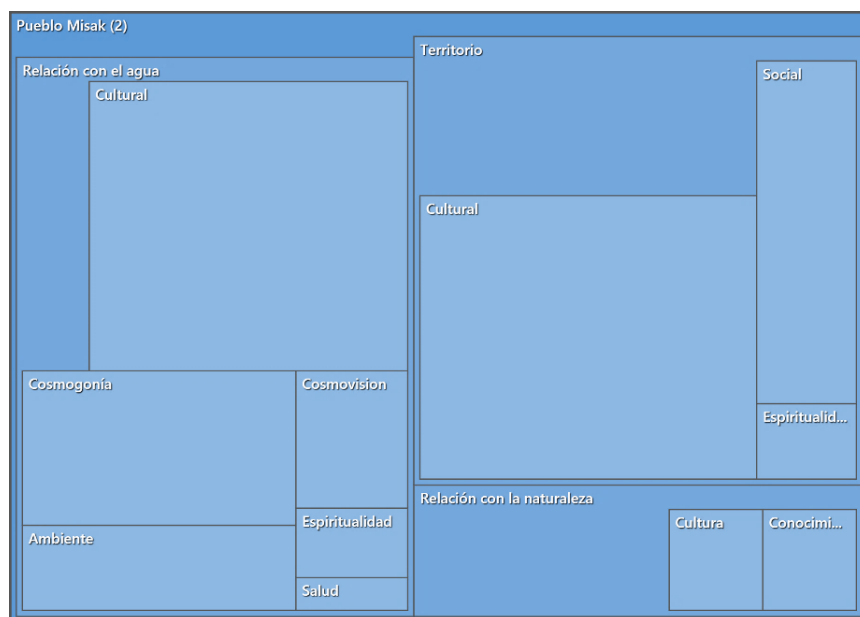 Pueblo Misak (2)
Relación con el agua
Cultural
Cosmogonía
Cosmovision
Ambiente
Espiritualidad
Salud
Territorio
Social
Cultural
Espiritualid...
Relación con la naturaleza
Cultura
Conocimi...